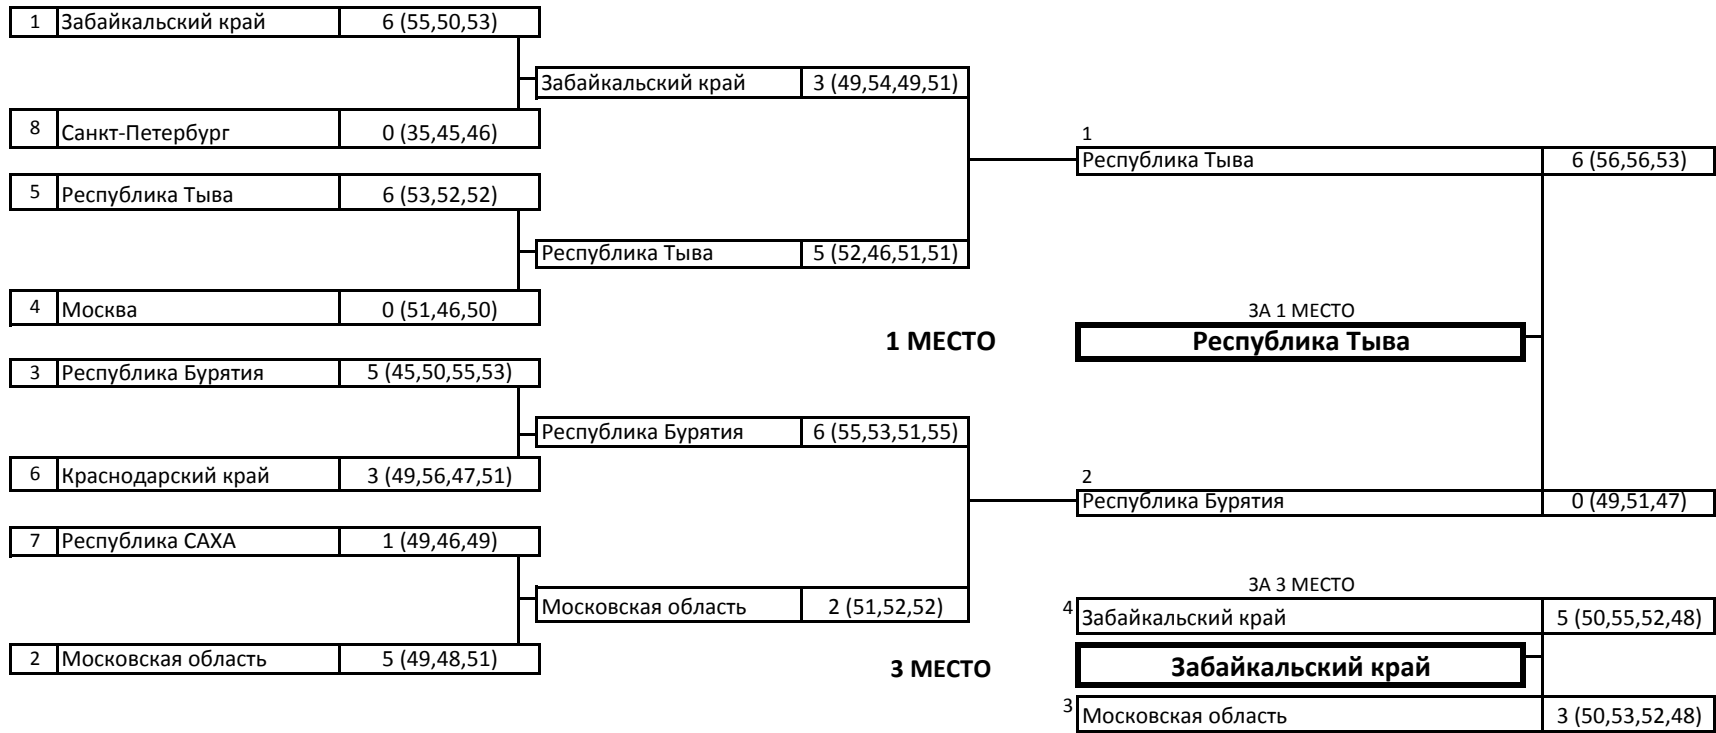 1 Забайкальский край 6 (55,50,53)
Забайкальский край 3 (49,54,49,51)
8 Санкт-Петербург 0 (35,45,46)
1
Республика Тыва 6 (56,56,53)
5 Республика Тыва 6 (53,52,52)
Республика Тыва 5 (52,46,51,51)
4 Москва 0 (51,46,50)
ЗА 1 МЕСТО
1 МЕСТО Республика Тыва
3 Республика Бурятия 5 (45,50,55,53)
Республика Бурятия 6 (55,53,51,55)
6 Краснодарский край 3 (49,56,47,51)
2
Республика Бурятия 0 (49,51,47)
7 Республика САХА 1 (49,46,49)
ЗА 3 МЕСТО
Московская область 2 (51,52,52)
4 Забайкальский край 5 (50,55,52,48)
2 Московская область 5 (49,48,51)
3 МЕСТО Забайкальский край
3 Московская область 3 (50,53,52,48)